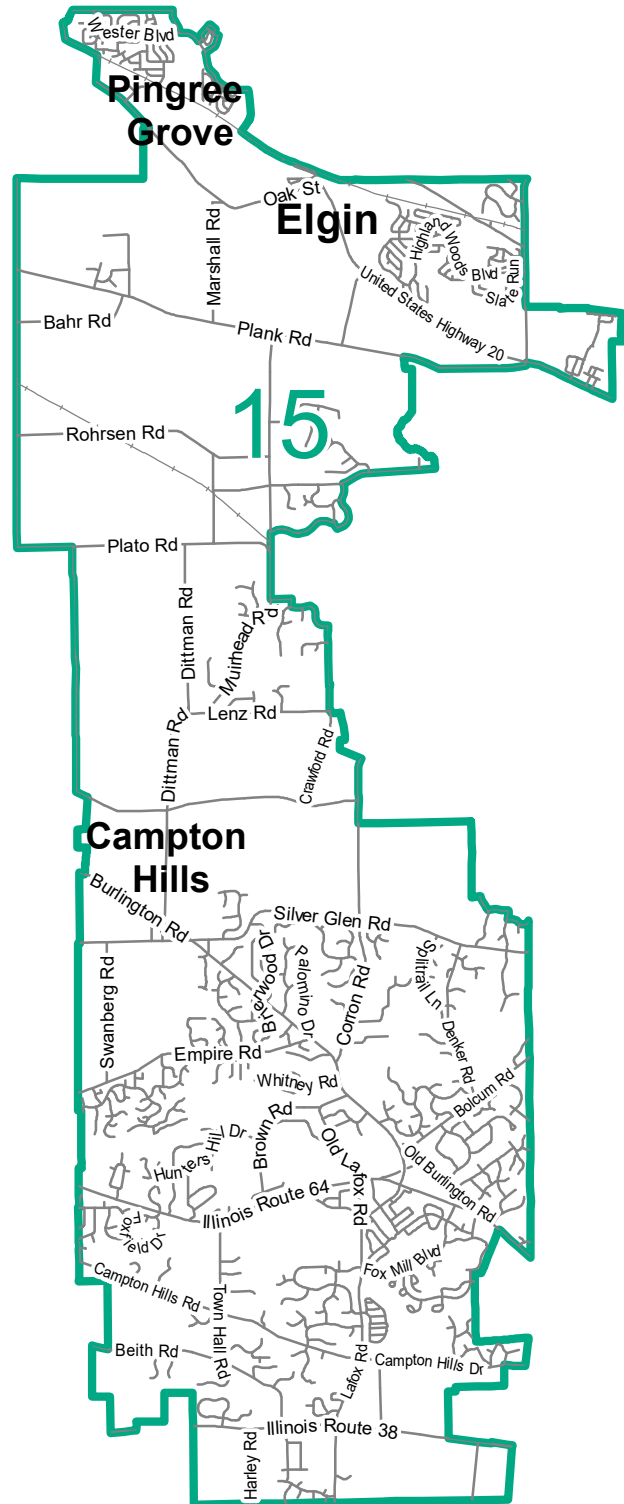 Wester Blvd
Pingree
Grove
Oak St
Elgin
Marshall Rd
Highland Woods Blvd
Slate Run
United States Highway 20
Bahr Rd
Plank Rd
15
Rohrsen Rd
Plato Rd
Dittman Rd
Muirhead Rd
Lenz Rd
Dittman Rd
Crawford Rd
Campton
Hills
Burlington Rd
Silver Glen Rd
Swanberg Rd
Brierwood Dr
Palomino Dr
Corron Rd
Splitrail Ln
Denker Rd
Empire Rd
Whitney Rd
Bolcum Rd
Brown Rd
Hunters Hill Dr
Old Lafox Rd
Old Burlington Rd
Illinois Route 64
Foxfield Dr
Fox Mill Blvd
Campton Hills Rd
Town Hall Rd
Beith Rd
Lafox Rd
Campton Hills Dr
Illinois Route 38
Harley Rd